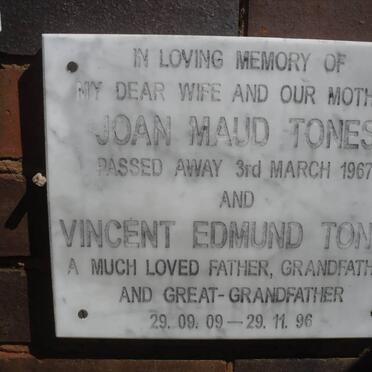 IN LOVING MEMORY OF
MY DEAR WIFE AND OUR MOTH
JOAN MAUD TONES
PASSED AWAY 3rd MARCH 1967
AND
VINCENT EDMUND TON
A MUCH LOVED FATHER, GRANDFATH
AND GREAT-GRANDFATHER
29. 09. 09 — 29. 11. 96